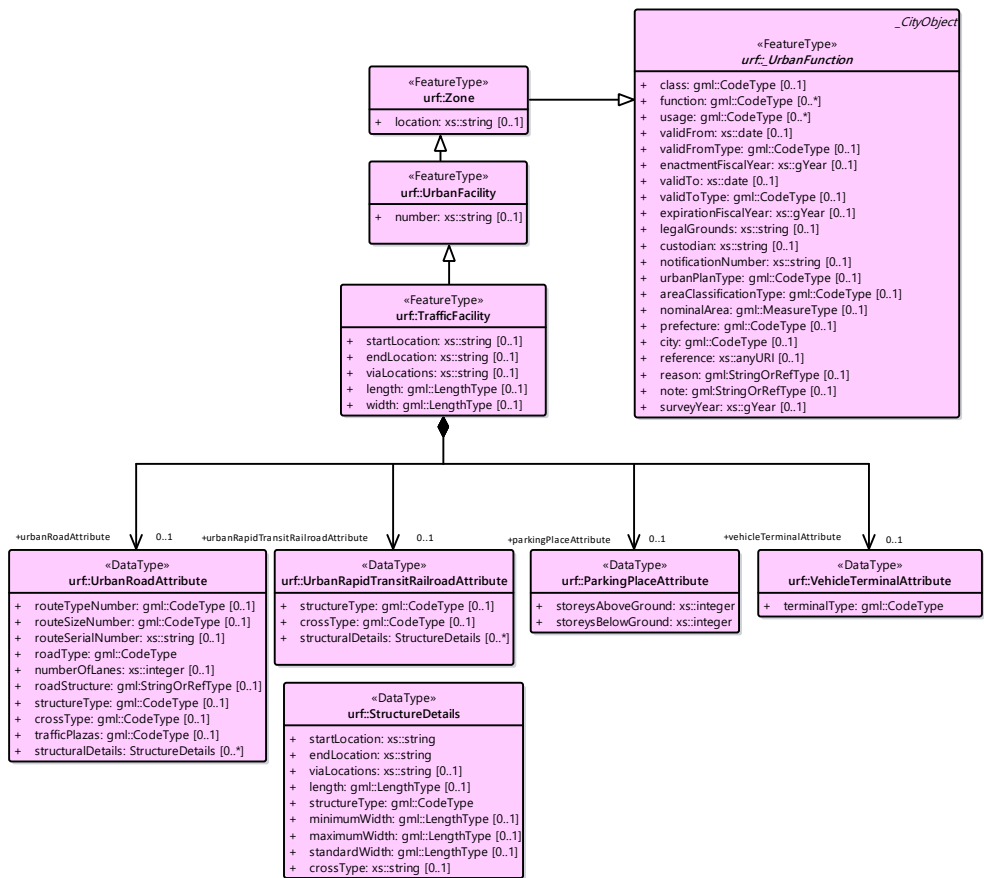 _CityObject
«FeatureType»
urf::_UrbanFunction
+ class: gml::CodeType [0..1]
+ function: gml::CodeType [0..*]
+ usage: gml::CodeType [0..*]
+ validFrom: xs::date [0..1]
+ validFromType: gml::CodeType [0..1]
+ enactmentFiscalYear: xs::gYear [0..1]
+ validTo: xs::date [0..1]
+ validToType: gml::CodeType [0..1]
+ expirationFiscalYear: xs::gYear [0..1]
+ legalGrounds: xs::string [0..1]
+ custodian: xs::string [0..1]
+ notificationNumber: xs::string [0..1]
+ urbanPlanType: gml::CodeType [0..1]
+ areaClassificationType: gml::CodeType [0..1]
+ nominalArea: gml::MeasureType [0..1]
+ prefecture: gml::CodeType [0..1]
+ city: gml::CodeType [0..1]
+ reference: xs::anyURI [0..1]
+ reason: gml:StringOrRefType [0..1]
+ note: gml:StringOrRefType [0..1]
+ surveyYear: xs::gYear [0..1]
«FeatureType»
urf::Zone
+ location: xs::string [0..1]
«FeatureType»
urf::UrbanFacility
+ number: xs::string [0..1]
«FeatureType»
urf::TrafficFacility
+ startLocation: xs::string [0..1]
+ endLocation: xs::string [0..1]
+ viaLocations: xs::string [0..1]
+ length: gml::LengthType [0..1]
+ width: gml::LengthType [0..1]
+urbanRoadAttribute 0..1
«DataType»
urf::UrbanRoadAttribute
+ routeTypeNumber: gml::CodeType [0..1]
+ routeSizeNumber: gml::CodeType [0..1]
+ routeSerialNumber: xs::string [0..1]
+ roadType: gml::CodeType
+ numberOfLanes: xs::integer [0..1]
+ roadStructure: gml:StringOrRefType [0..1]
+ structureType: gml::CodeType [0..1]
+ crossType: gml::CodeType [0..1]
+ trafficPlazas: gml::CodeType [0..1]
+ structuralDetails: StructureDetails [0..*]
+urbanRapidTransitRailroadAttribute 0..1
«DataType»
urf::UrbanRapidTransitRailroadAttribute
+ structureType: gml::CodeType [0..1]
+ crossType: gml::CodeType [0..1]
+ structuralDetails: StructureDetails [0..*]
+parkingPlaceAttribute 0..1
«DataType»
urf::ParkingPlaceAttribute
+ storeysAboveGround: xs::integer
+ storeysBelowGround: xs::integer
+vehicleTerminalAttribute 0..1
«DataType»
urf::VehicleTerminalAttribute
+ terminalType: gml::CodeType
«DataType»
urf::StructureDetails
+ startLocation: xs::string
+ endLocation: xs::string
+ viaLocations: xs::string [0..1]
+ length: gml::LengthType [0..1]
+ structureType: gml::CodeType
+ minimumWidth: gml::LengthType [0..1]
+ maximumWidth: gml::LengthType [0..1]
+ standardWidth: gml::LengthType [0..1]
+ crossType: xs::string [0..1]